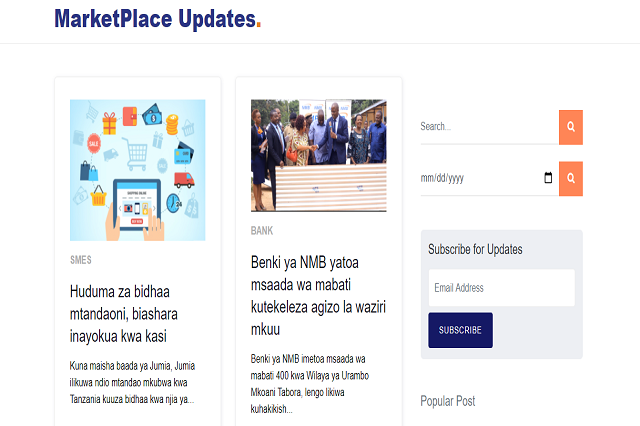 MarketPlace Updates.
SMES
Huduma za bidhaa
mtandaoni, biashara
inayokua kwa kasi
Kuna maisha baada ya Jumia, Jumia
ilikuwa ndio mtandao mkubwa kwa
Tanzania kuuza bidhaa kwa njia ya...
BANK
Benki ya NMB yatoa
msaada wa mabati
kutekeleza agizo la waziri
mkuu
Benki ya NMB imetoa msaada wa
mabati 400 kwa Wilaya ya Urambo
Mkoani Tabora, lengo likiwa
kuhakikish...
Search...
mm/dd/yyyy
Subscribe for Updates
Email Address
SUBSCRIBE
Popular Post
SALE
SHOPPING ONLINE
24